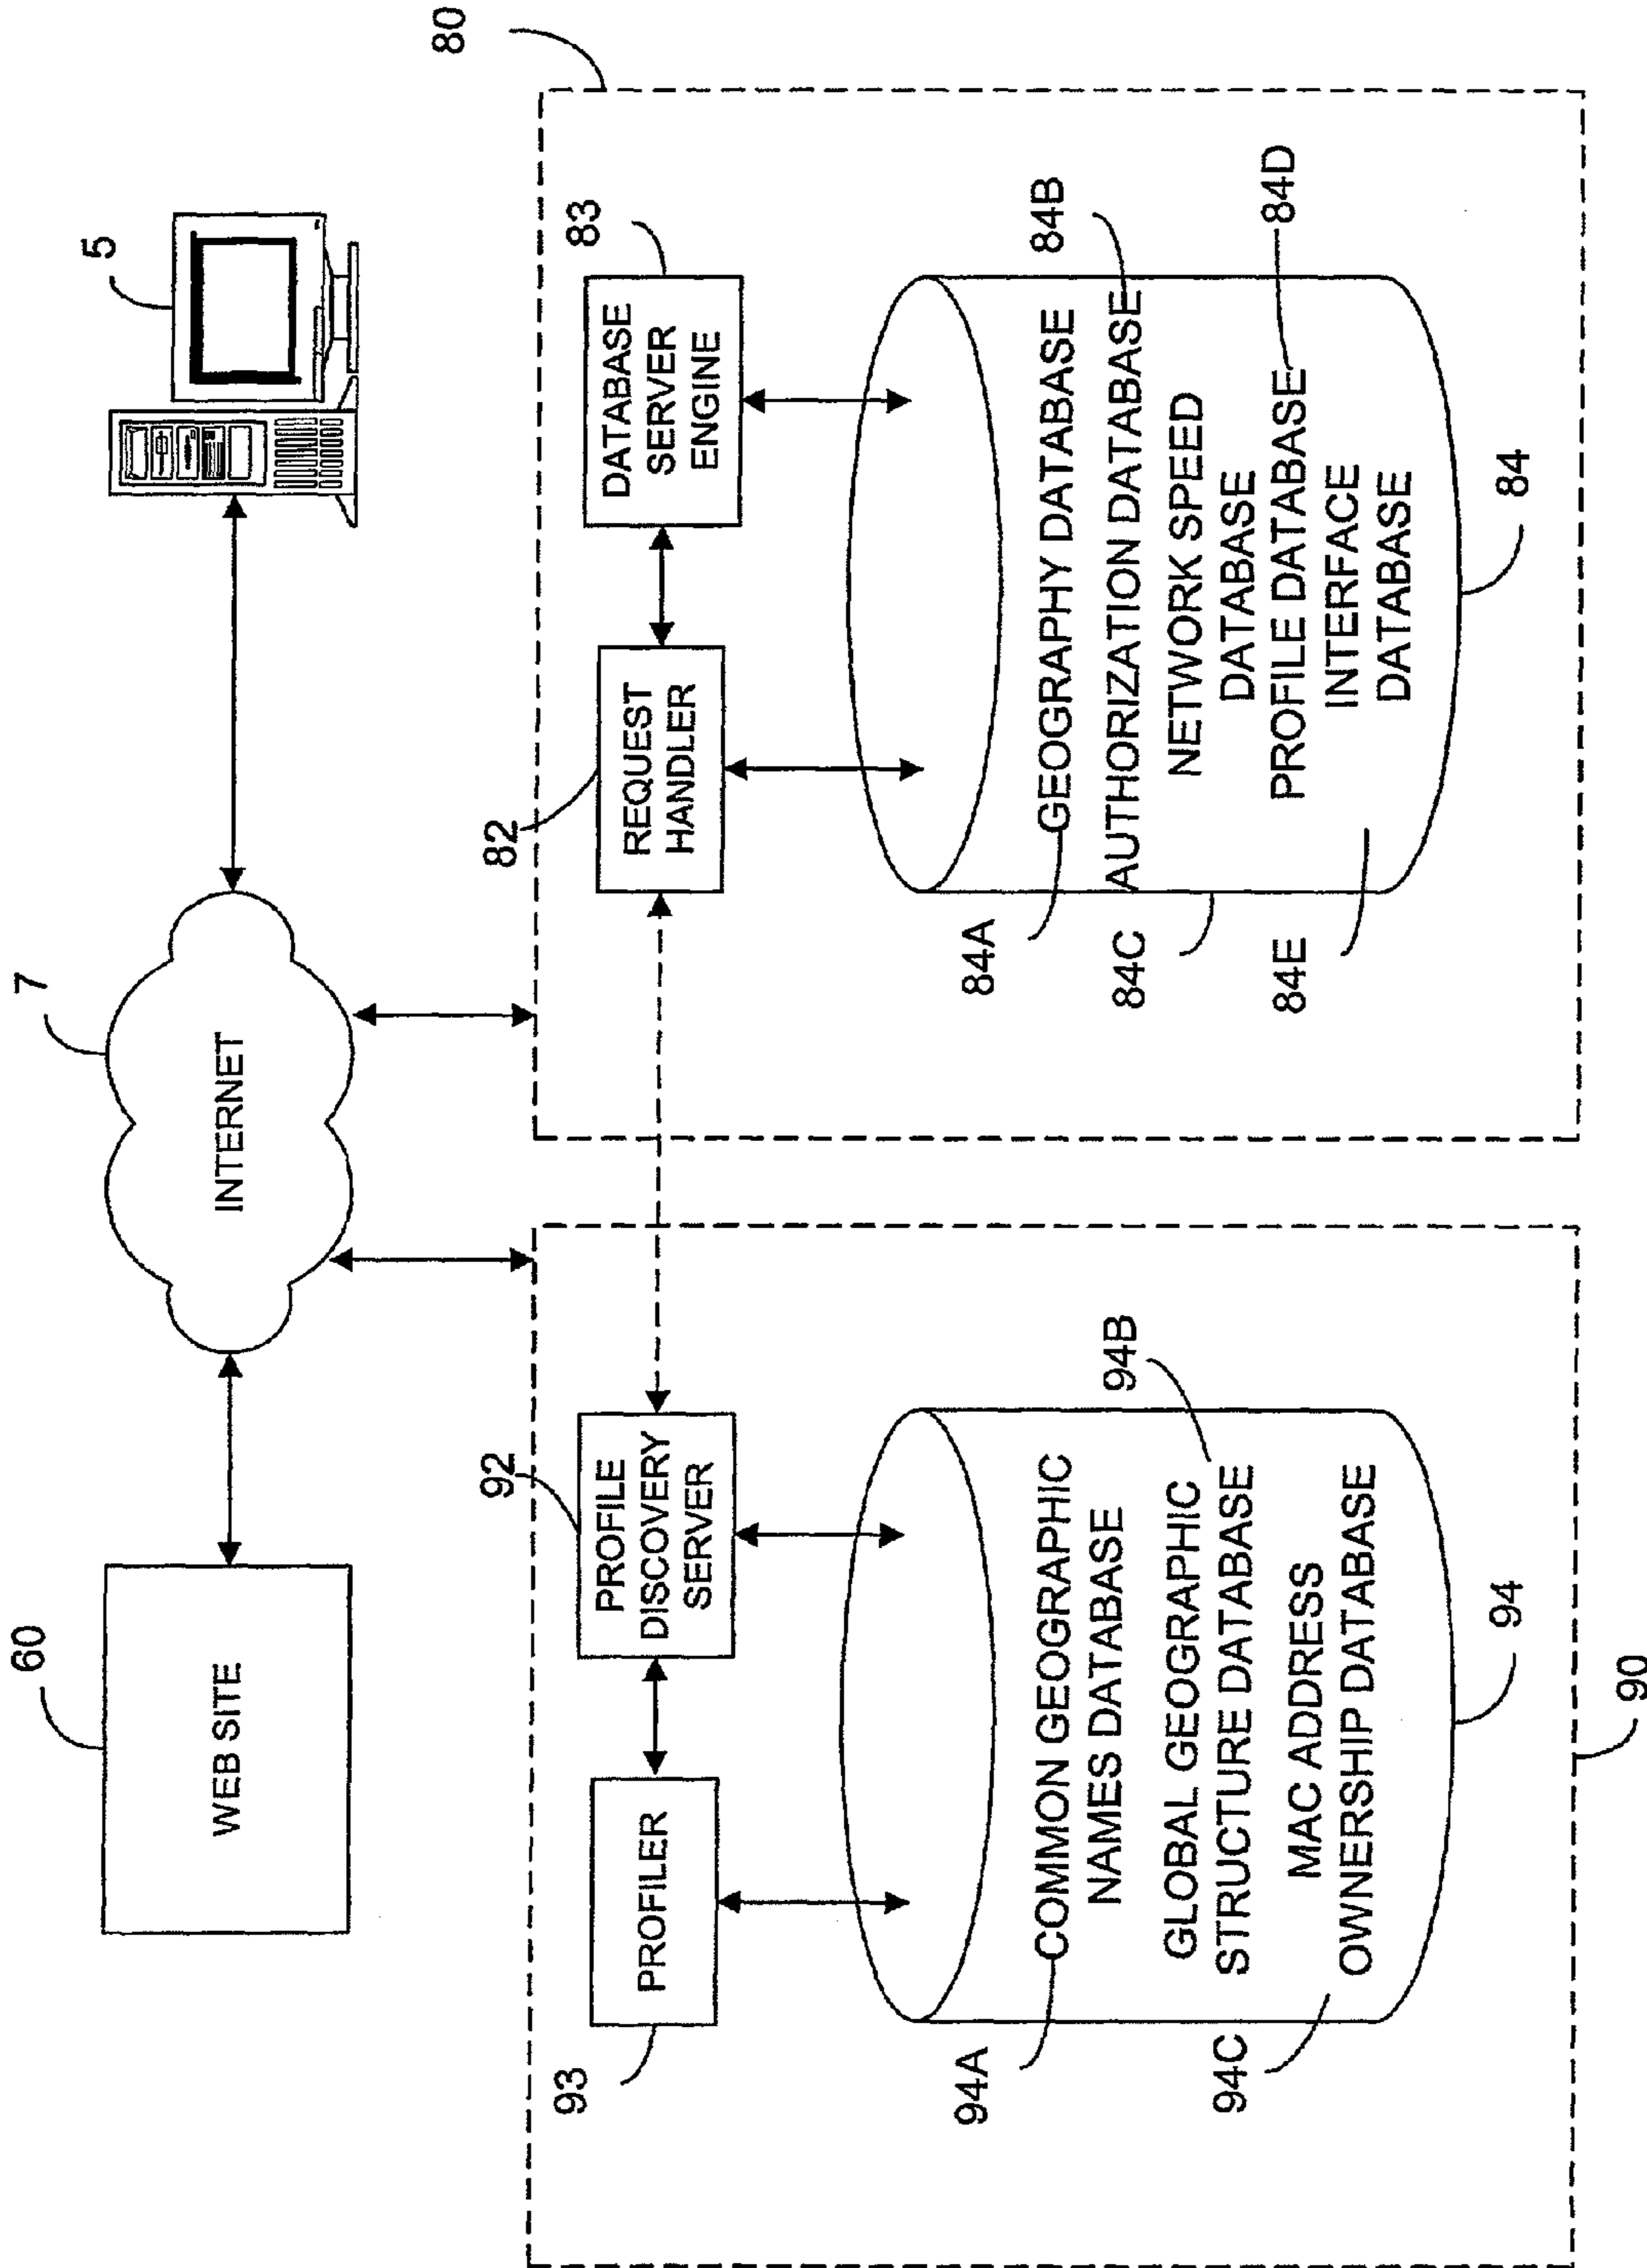 60
WEB SITE
7
INTERNET
5
92
PROFILE
DISCOVERY
SERVER
PROFILER
93
94A
COMMON GEOGRAPHIC
NAMES DATABASE
94B
GLOBAL GEOGRAPHIC
STRUCTURE DATABASE
94C
MAC ADDRESS
OWNERSHIP DATABASE
94
90
80
82
REQUEST
HANDLER
83
DATABASE
SERVER
ENGINE
84A
GEOGRAPHY DATABASE
84B
AUTHORIZATION DATABASE
84C
NETWORK SPEED
DATABASE
84D
PROFILE DATABASE
84E
INTERFACE
DATABASE
84